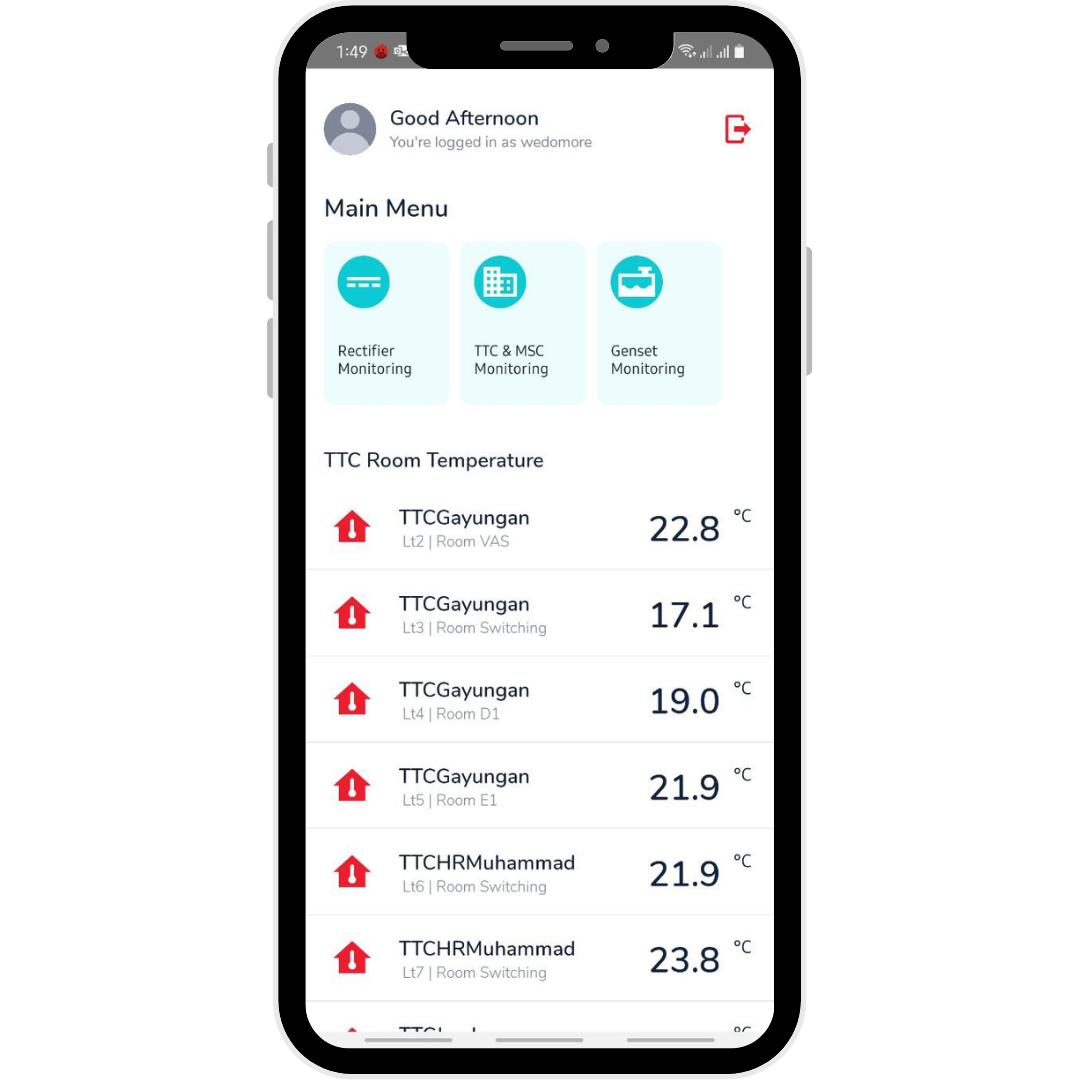 1:49
Good Afternoon
You're logged in as wedomore
Main Menu
Rectifier
Monitoring
TTC & MSC
Monitoring
Genset
Monitoring
TTC Room Temperature
TTCGayungan
22.8 °C
Lt2 | Room VAS
TTCGayungan
17.1 °C
Lt3 | Room Switching
TTCGayungan
19.0 °C
Lt4 | Room D1
TTCGayungan
21.9 °C
Lt5 | Room E1
TTCHRMuhammad
21.9 °C
Lt6 | Room Switching
TTCHRMuhammad
23.8 °C
Lt7 | Room Switching
°C